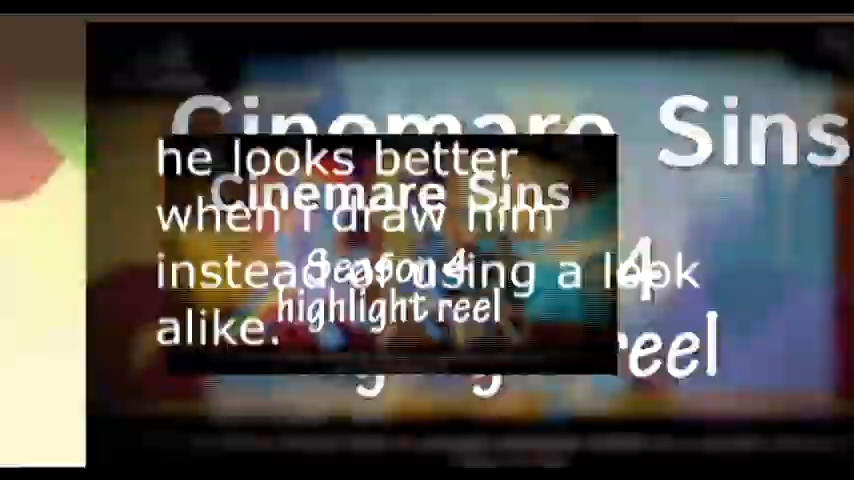 Cinemare Sins
he looks better
Cinemare Sins
when i draw him
Season 4
4
instead of using a look
highlight reel
reel
alike.